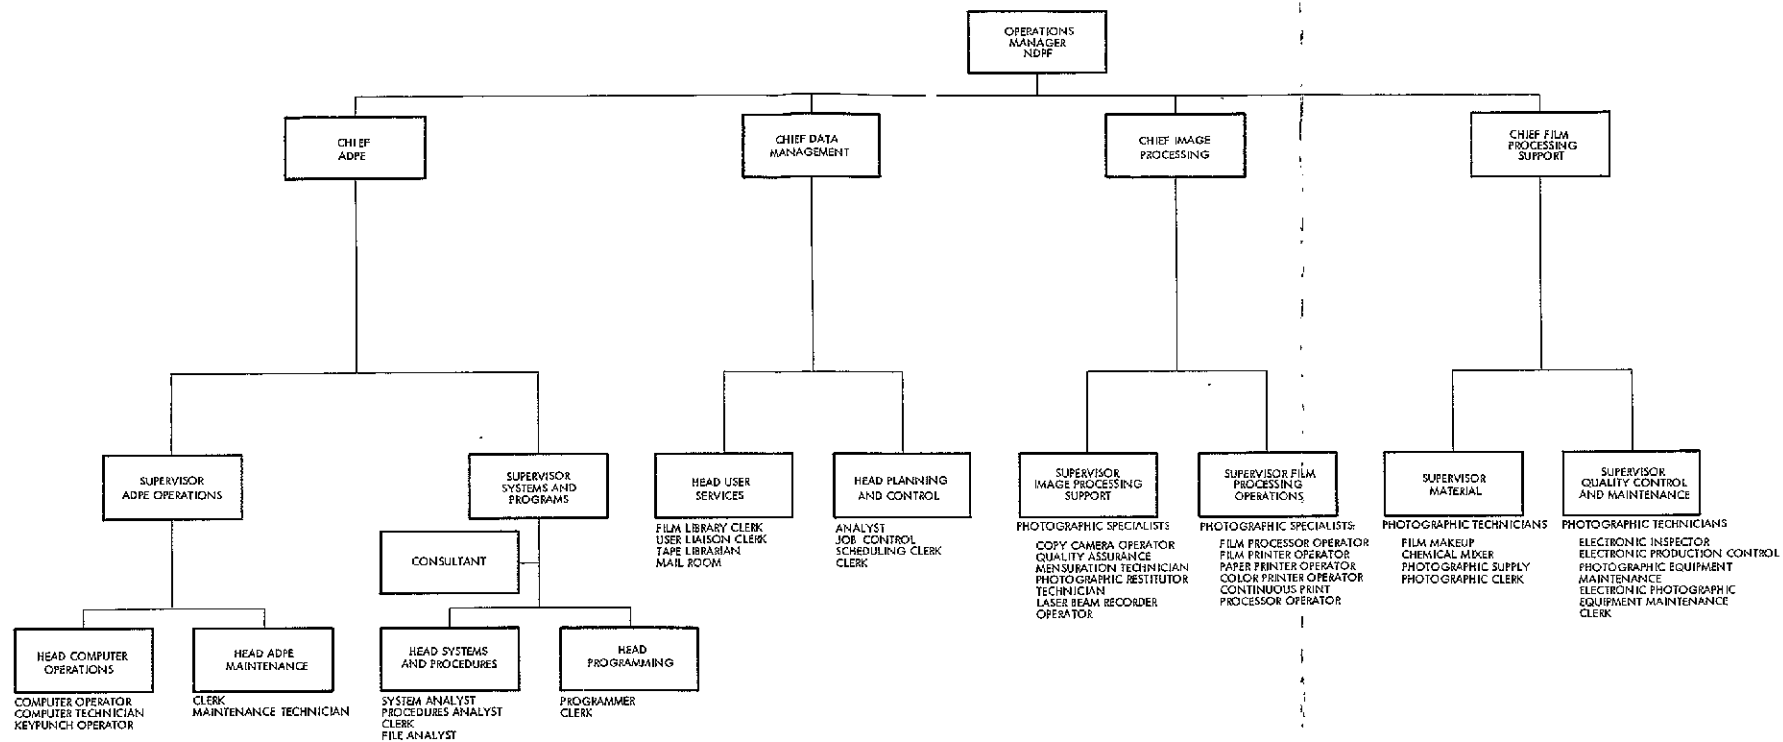 OPERATIONS
MANAGER
NDPF
CHIEF
ADPE
CHIEF DATA
MANAGEMENT
CHIEF IMAGE
PROCESSING
CHIEF FILM
PROCESSING
SUPPORT
SUPERVISOR
ADPE OPERATIONS
SUPERVISOR
SYSTEMS AND
PROGRAMS
HEAD USER
SERVICES
FILM LIBRARY CLERK
USER LIAISON CLERK
TAPE LIBRARIAN
MAIL ROOM
HEAD PLANNING
AND CONTROL
ANALYST
JOB CONTROL
SCHEDULING CLERK
CLERK
SUPERVISOR
IMAGE PROCESSING
SUPPORT
PHOTOGRAPHIC SPECIALISTS
COPY CAMERA OPERATOR
QUALITY ASSURANCE
MENSURATION TECHNICIAN
PHOTOGRAPHIC RESTITUTOR
TECHNICIAN
LASER BEAM RECORDER
OPERATOR
SUPERVISOR FILM
PROCESSING
OPERATIONS
PHOTOGRAPHIC SPECIALISTS
FILM PROCESSOR OPERATOR
FILM PRINTER OPERATOR
PAPER PRINTER OPERATOR
COLOR PRINTER OPERATOR
CONTINUOUS PRINT
PROCESSOR OPERATOR
SUPERVISOR
MATERIAL
PHOTOGRAPHIC TECHNICIANS
FILM MAKEUP
CHEMICAL MIXER
PHOTOGRAPHIC SUPPLY
PHOTOGRAPHIC CLERK
SUPERVISOR
QUALITY CONTROL
AND MAINTENANCE
PHOTOGRAPHIC TECHNICIANS
ELECTRONIC INSPECTOR
ELECTRONIC PRODUCTION CONTROL
PHOTOGRAPHIC EQUIPMENT
MAINTENANCE
ELECTRONIC PHOTOGRAPHIC
EQUIPMENT MAINTENANCE
CLERK
CONSULTANT
HEAD COMPUTER
OPERATIONS
COMPUTER OPERATOR
COMPUTER TECHNICIAN
KEYPUNCH OPERATOR
HEAD ADPE
MAINTENANCE
CLERK
MAINTENANCE TECHNICIAN
HEAD SYSTEMS
AND PROCEDURES
SYSTEM ANALYST
PROCEDURES ANALYST
CLERK
FILE ANALYST
HEAD
PROGRAMMING
PROGRAMMER
CLERK